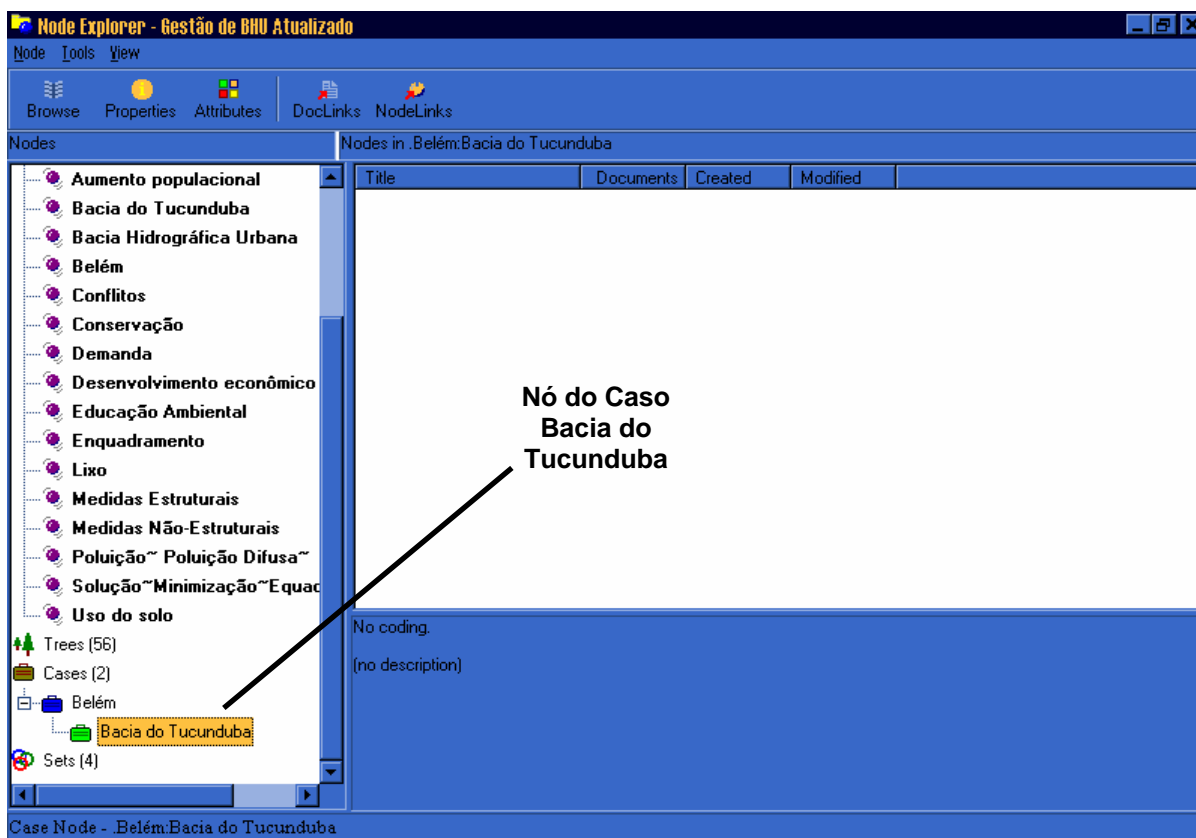 Node Explorer - Gestão de BHU Atualizado
Node Tools View
Browse Properties Attributes DocLinks NodeLinks
Nodes
Nodes in .Belém:Bacia do Tucunduba
Aumento populacional
Bacia do Tucunduba
Bacia Hidrográfica Urbana
Belém
Conflitos
Conservação
Demanda
Desenvolvimento econômico
Educação Ambiental
Enquadramento
Lixo
Medidas Estruturais
Medidas Não-Estruturais
Poluição~ Poluição Difusa~
Solução~Minimização~Equac
Uso do solo
Trees (56)
Cases (2)
Belém
Bacia do Tucunduba
Sets (4)
Title Documents Created Modified
Nó do Caso
Bacia do
Tucunduba
No coding.
(no description)
Case Node - .Belém:Bacia do Tucunduba